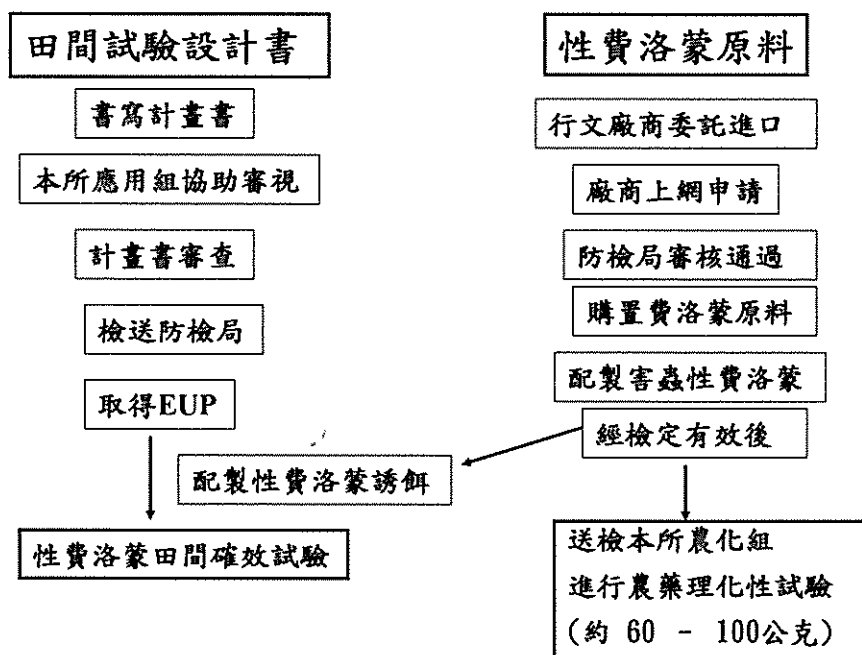 田間試驗設計書
書寫計畫書
本所應用組協助審視
計畫書審查
檢送防檢局
取得EUP
配製性費洛蒙誘餌
性費洛蒙田間確效試驗
性費洛蒙原料
行文廠商委託進口
廠商上網申請
防檢局審核通過
購置費洛蒙原料
配製害蟲性費洛蒙
經檢定有效後
送檢本所農化組
進行農藥理化性試驗
(約 60 - 100公克)